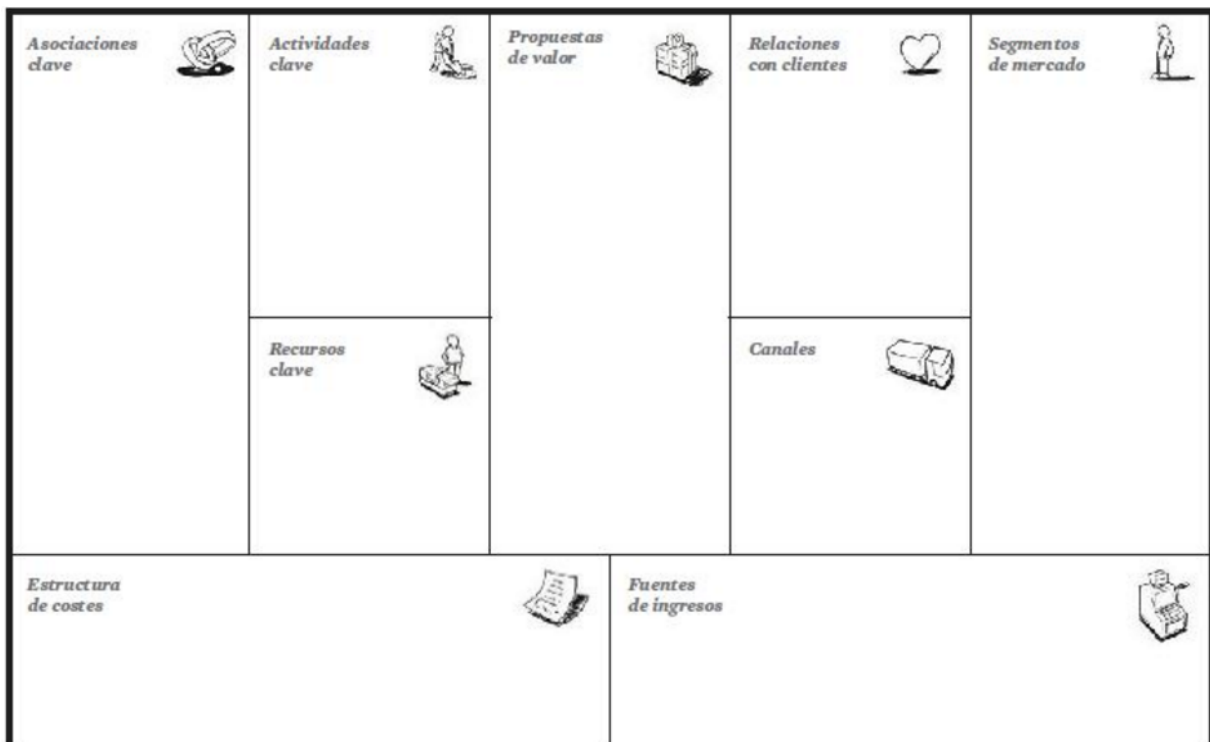 Asociaciones
clave
Actividades
clave
Propuestas
de valor
Relaciones
con clientes
Segmentos
de mercado
Recursos
clave
Canales
Estructura
de costes
Fuentes
de ingresos